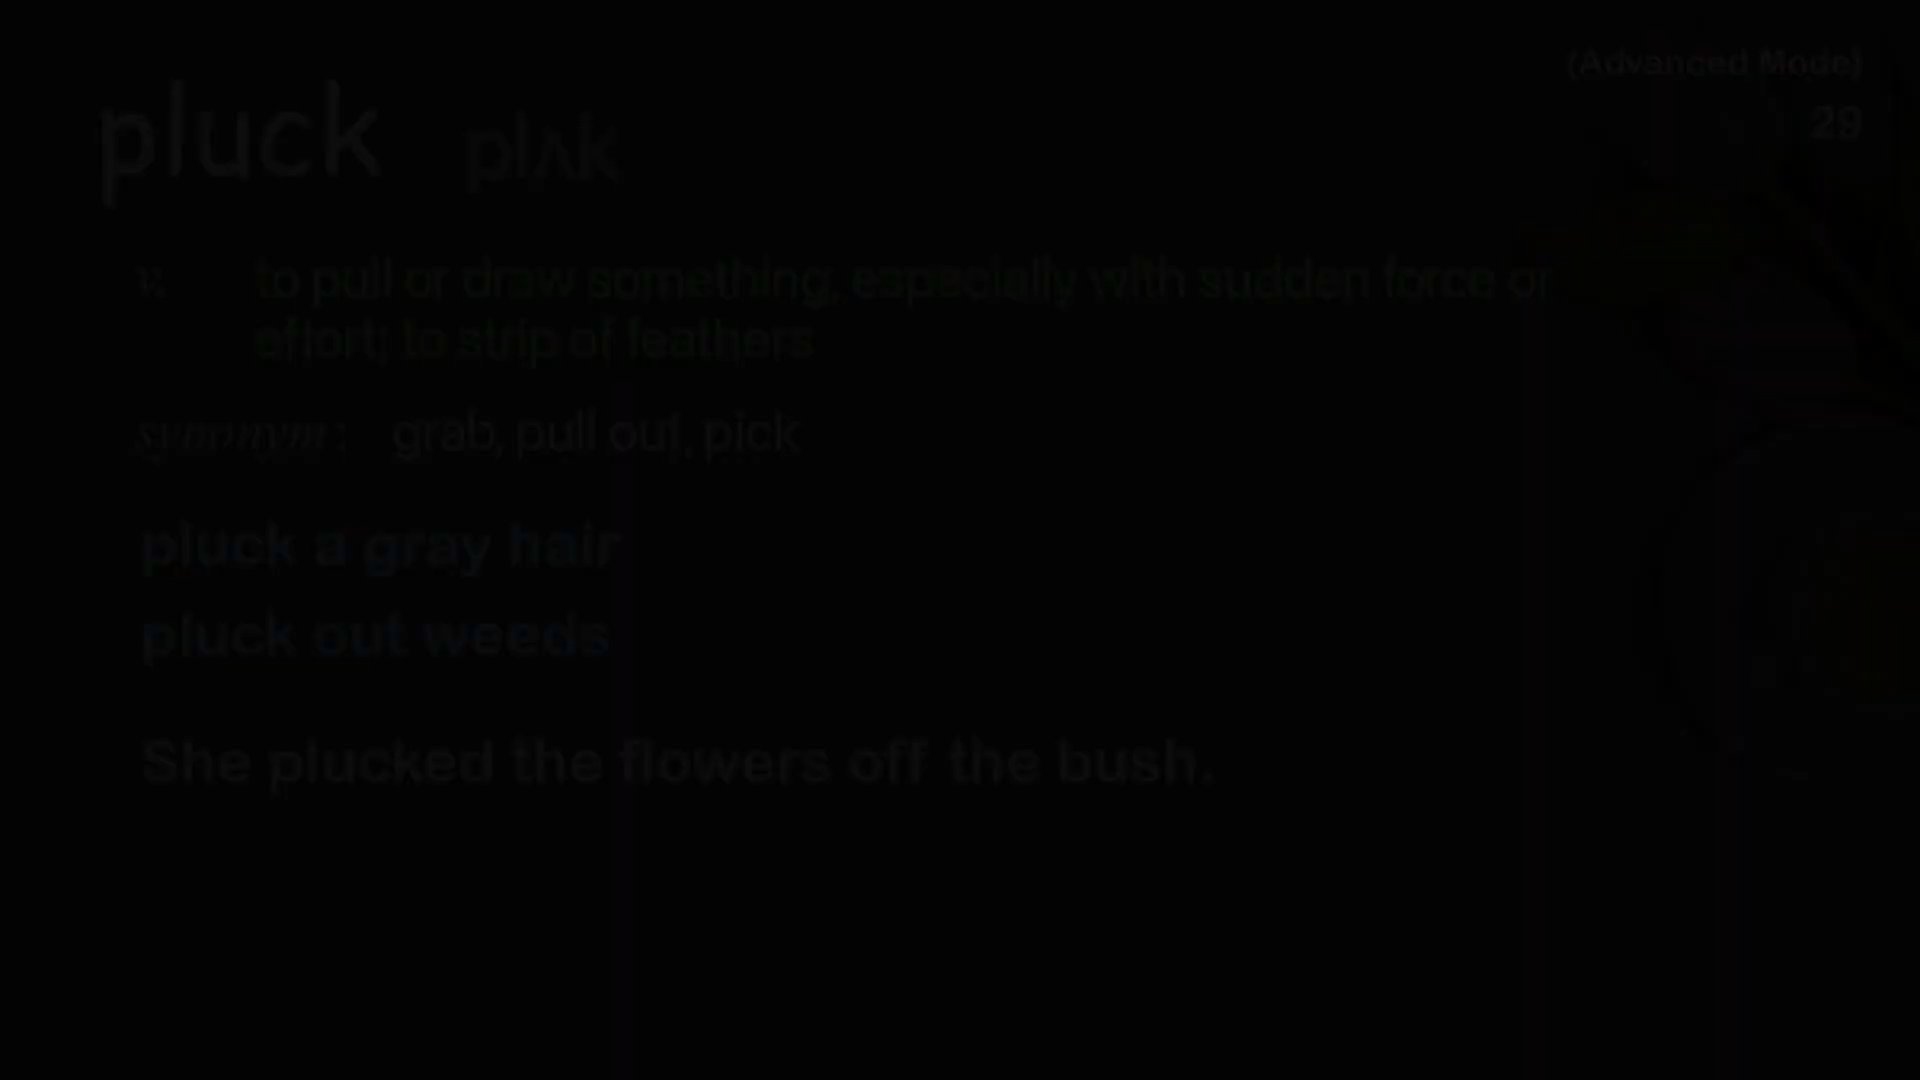 (Advanced Mode)
29
pluck plʌk
v. to pull or draw something, especially with sudden force or
effort; to strip of feathers
synonym : grab, pull out, pick
pluck a gray hair
pluck out weeds
She plucked the flowers off the bush.